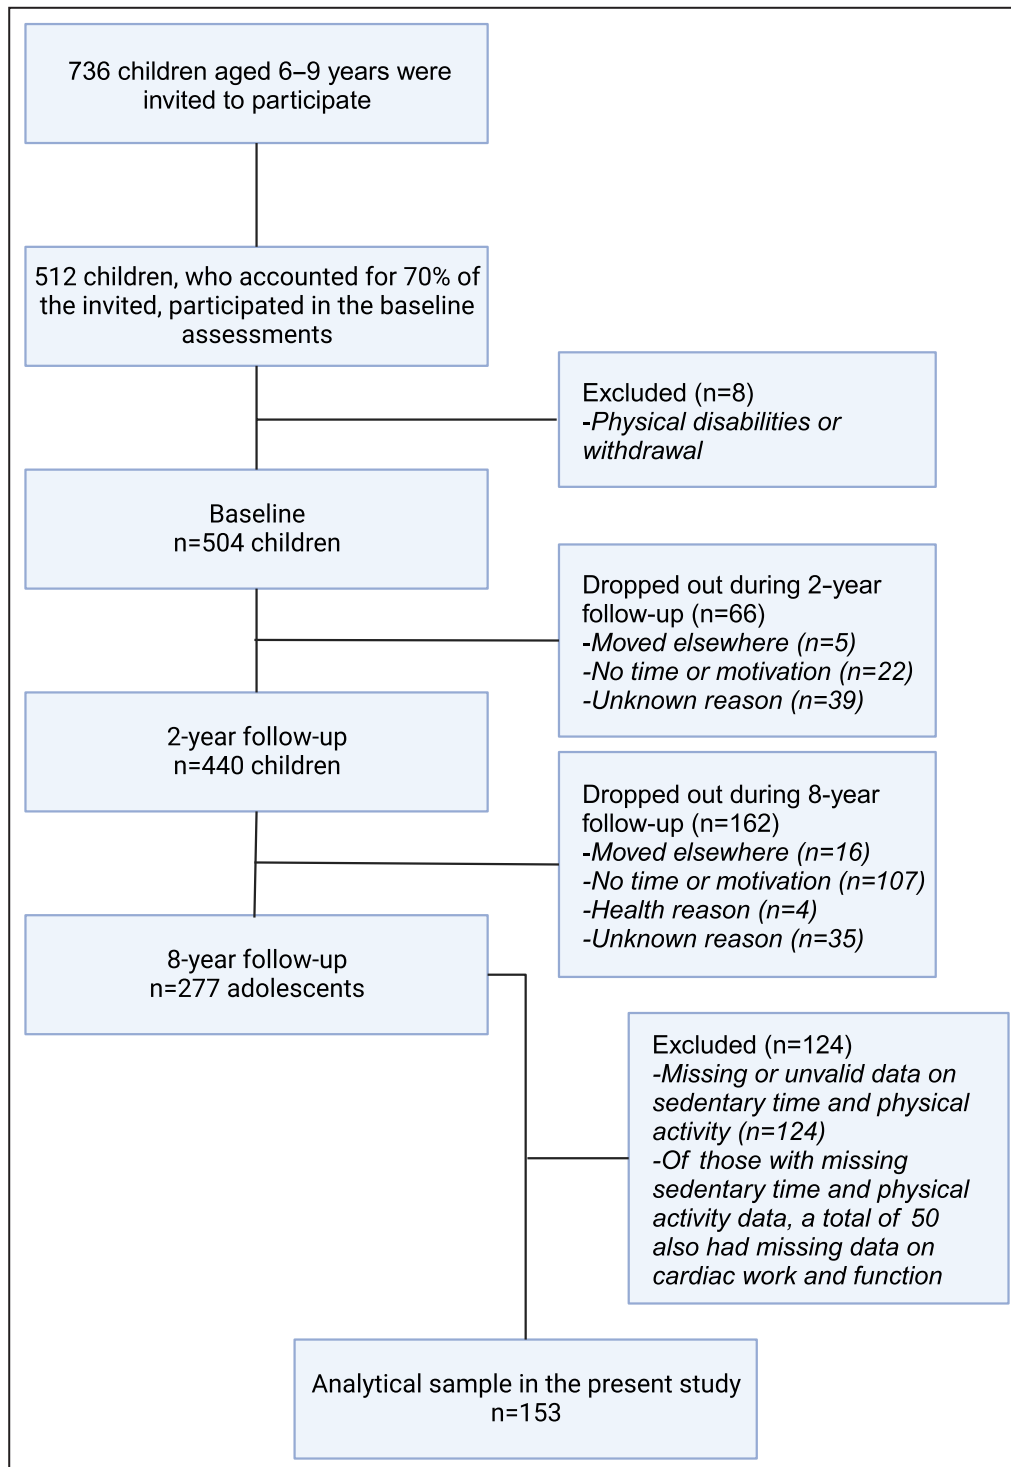 736 children aged 6–9 years were
invited to participate
512 children, who accounted for 70% of
the invited, participated in the baseline
assessments
Excluded (n=8)
-Physical disabilities or
withdrawal
Baseline
n=504 children
Dropped out during 2-year
follow-up (n=66)
-Moved elsewhere (n=5)
-No time or motivation (n=22)
-Unknown reason (n=39)
2-year follow-up
n=440 children
Dropped out during 8-year
follow-up (n=162)
-Moved elsewhere (n=16)
-No time or motivation (n=107)
-Health reason (n=4)
-Unknown reason (n=35)
8-year follow-up
n=277 adolescents
Excluded (n=124)
-Missing or unvalid data on
sedentary time and physical
activity (n=124)
-Of those with missing
sedentary time and physical
activity data, a total of 50
also had missing data on
cardiac work and function
Analytical sample in the present study
n=153